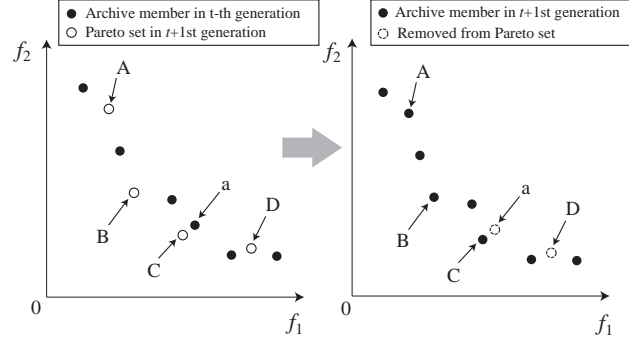 Archive member in t-th generation
Pareto set in t+1st generation
f2
A
a
D
B
C
0
f1
Archive member in t+1st generation
Removed from Pareto set
f2
A
a
D
B
C
0
f1